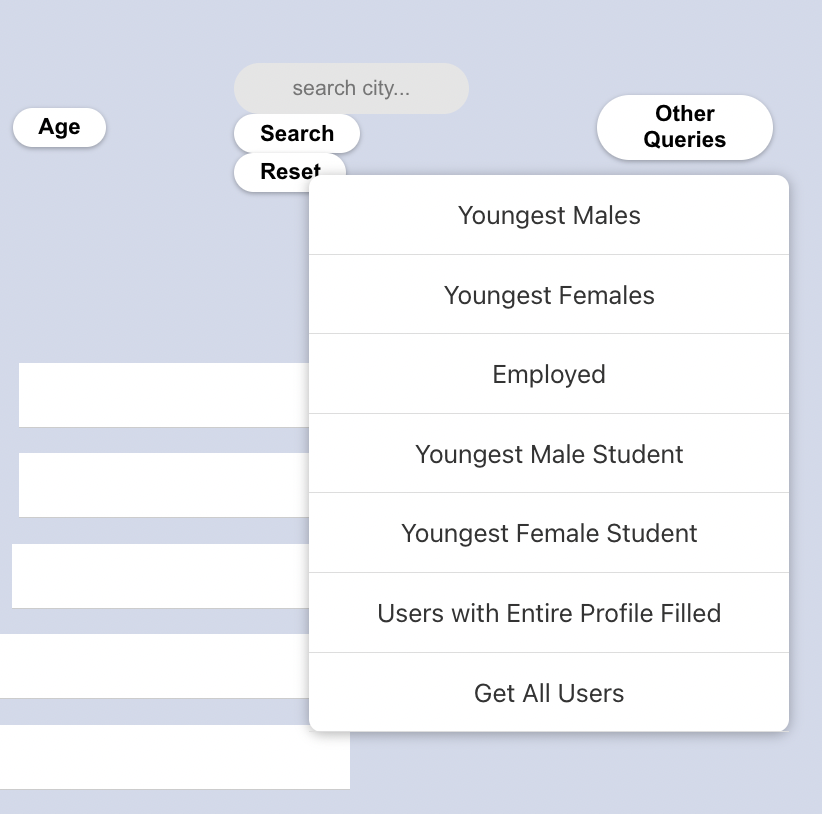 search city...
Age
Search
Other
Queries
Reset
Youngest Males
Youngest Females
Employed
Youngest Male Student
Youngest Female Student
Users with Entire Profile Filled
Get All Users